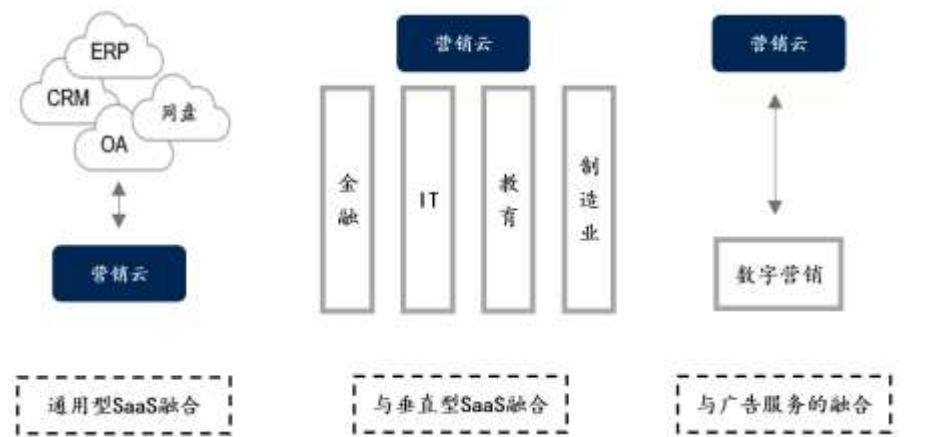 ERP
CRM
网盘
OA
营销云
通用型SaaS融合
营销云
金融
IT
教育
制造业
与垂直型SaaS融合
营销云
数字营销
与广告服务的融合